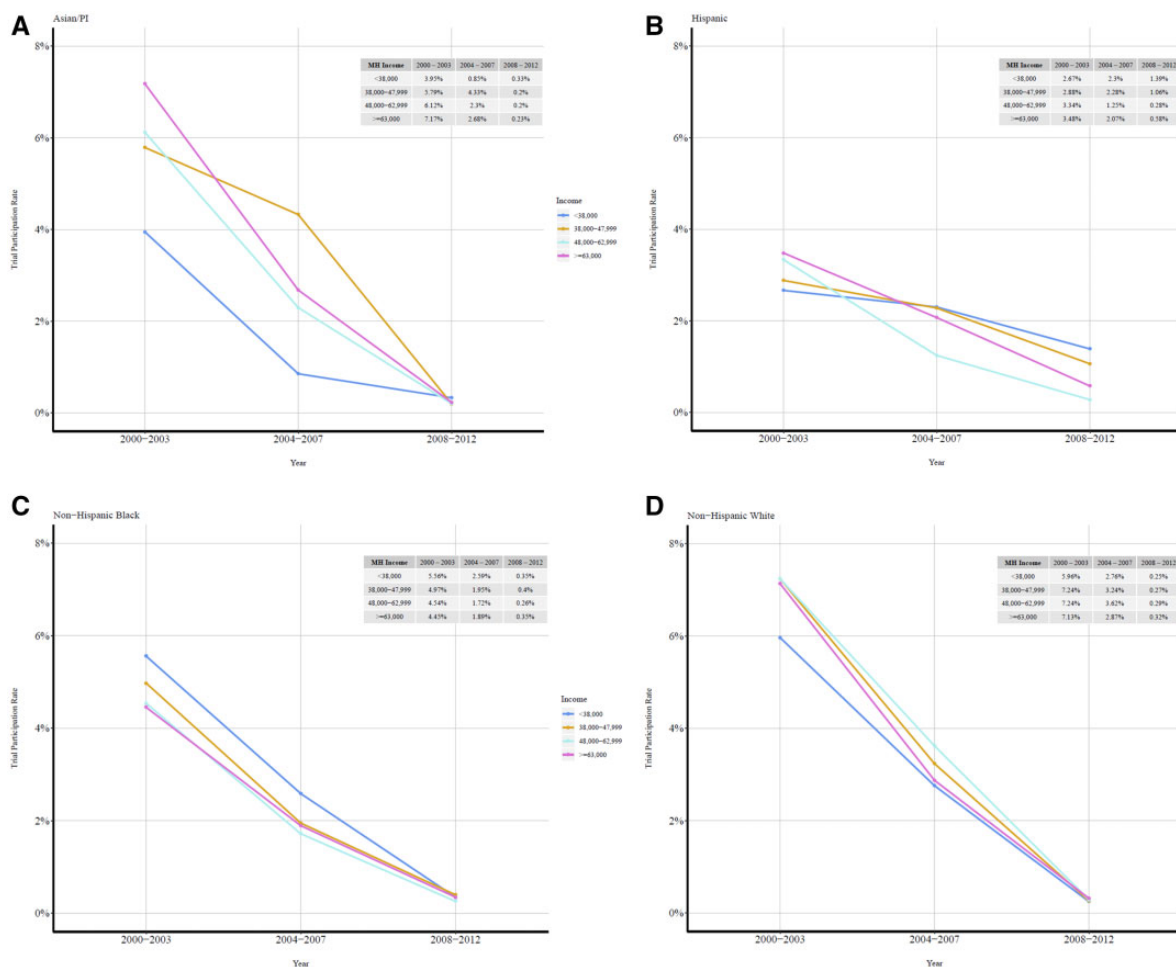 A
Asian/PI
8%
6%
4%
2%
0%
Trial Participation Rate
MH Income 2000−2003 2004−2007 2008−2012
<38,000 3.95% 0.85% 0.33%
38,000−47,999 5.79% 4.33% 0.2%
48,000−62,999 6.12% 2.3% 0.2%
>=63,000 7.17% 2.68% 0.23%
2000−2003 2004−2007 2008−2012
Year
Income
<38,000
38,000−47,999
48,000−62,999
>=63,000
B
Hispanic
8%
6%
4%
2%
0%
Trial Participation Rate
MH Income 2000−2003 2004−2007 2008−2012
<38,000 2.67% 2.3% 1.39%
38,000−47,999 2.88% 2.28% 1.06%
48,000−62,999 3.34% 1.25% 0.28%
>=63,000 3.48% 2.07% 0.58%
2000−2003 2004−2007 2008−2012
Year
C
Non−Hispanic Black
8%
6%
4%
2%
0%
Trial Participation Rate
MH Income 2000−2003 2004−2007 2008−2012
<38,000 5.56% 2.59% 0.35%
38,000−47,999 4.97% 1.95% 0.4%
48,000−62,999 4.54% 1.72% 0.26%
>=63,000 4.45% 1.89% 0.35%
2000−2003 2004−2007 2008−2012
Year
Income
<38,000
38,000−47,999
48,000−62,999
>=63,000
D
Non−Hispanic White
8%
6%
4%
2%
0%
Trial Participation Rate
MH Income 2000−2003 2004−2007 2008−2012
<38,000 5.96% 2.76% 0.25%
38,000−47,999 7.24% 3.24% 0.27%
48,000−62,999 7.24% 3.62% 0.29%
>=63,000 7.13% 2.87% 0.32%
2000−2003 2004−2007 2008−2012
Year